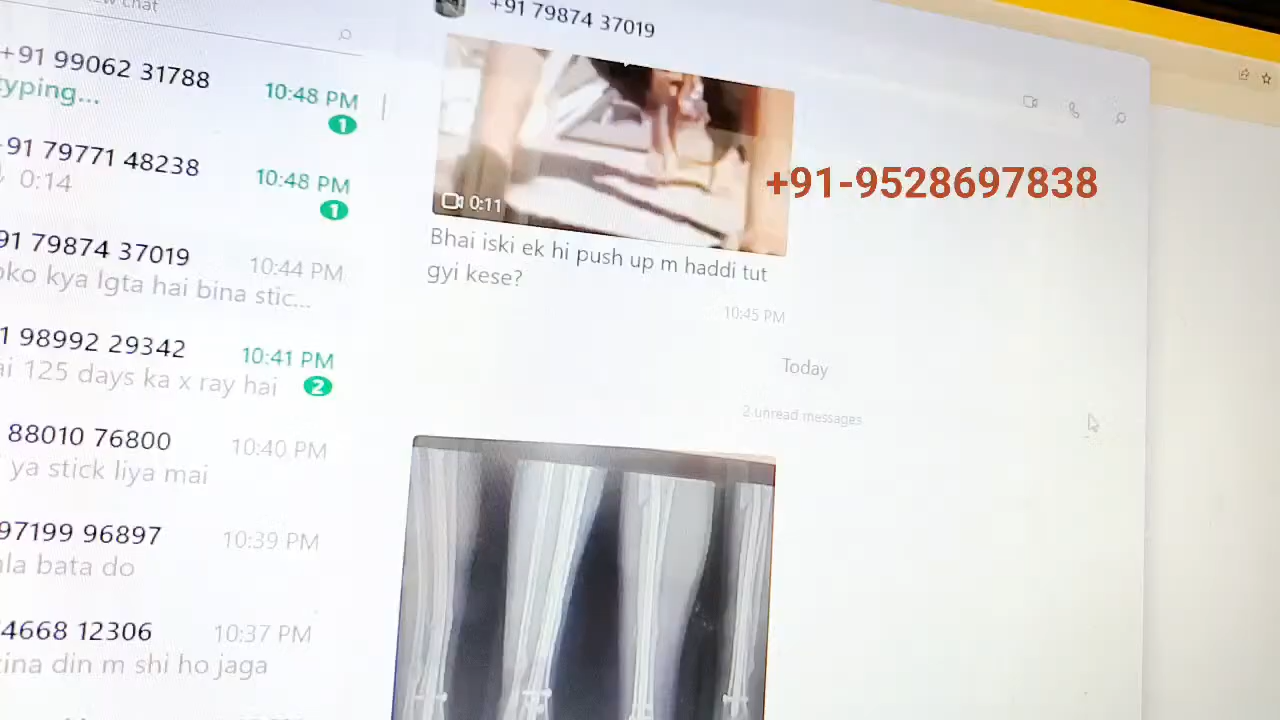 chat
+91 79874 37019
+91 99062 31788
10:48 PM
typing...
1
91 79771 48238
10:48 PM
0:14
1
91 79874 37019
10:44 PM
oko kya lgta hai bina stic...
1 98992 29342
10:41 PM
ai 125 days ka x ray hai
2
88010 76800
10:40 PM
ya stick liya mai
97199 96897
10:39 PM
ala bata do
4668 12306
10:37 PM
tina din m shi ho jaga
0:11
+91-9528697838
Bhai iski ek hi push up m haddi tut
gyi kese?
10:45 PM
Today
2 unread messages